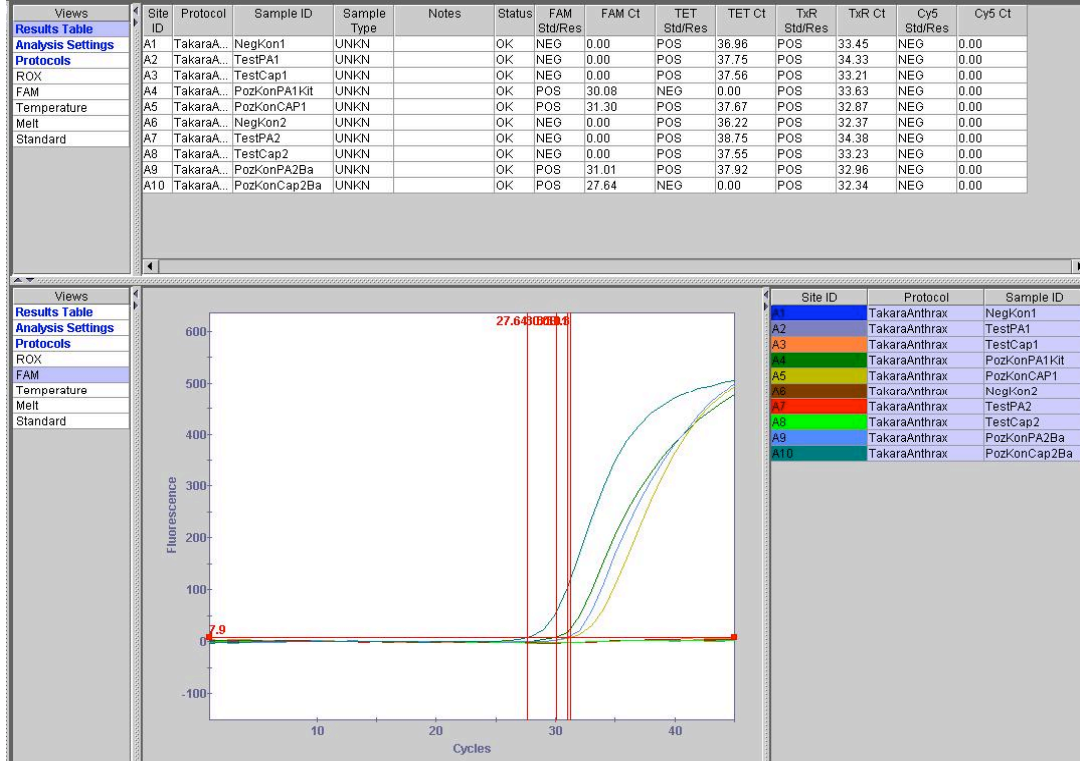 Views
Results Table
Analysis Settings
Protocols
ROX
FAM
Temperature
Melt
Standard
Site ID Protocol Sample ID Sample Type Notes Status FAM Std/Res FAM Ct TET Std/Res TET Ct TxR Std/Res TxR Ct Cy5 Std/Res Cy5 Ct
A1 TakaraA... NegKon1 UNKN OK NEG 0.00 POS 36.96 POS 33.45 NEG 0.00
A2 TakaraA... TestPA1 UNKN OK NEG 0.00 POS 37.75 POS 34.33 NEG 0.00
A3 TakaraA... TestCap1 UNKN OK NEG 0.00 POS 37.56 POS 33.21 NEG 0.00
A4 TakaraA... PozKonPA1Kit UNKN OK POS 30.08 NEG 0.00 POS 33.63 NEG 0.00
A5 TakaraA... PozKonCAP1 UNKN OK POS 31.30 POS 37.67 POS 32.87 NEG 0.00
A6 TakaraA... NegKon2 UNKN OK NEG 0.00 POS 36.22 POS 32.37 NEG 0.00
A7 TakaraA... TestPA2 UNKN OK NEG 0.00 POS 38.75 POS 34.38 NEG 0.00
A8 TakaraA... TestCap2 UNKN OK NEG 0.00 POS 37.55 POS 33.23 NEG 0.00
A9 TakaraA... PozKonPA2Ba UNKN OK POS 31.01 POS 37.92 POS 32.96 NEG 0.00
A10 TakaraA... PozKonCap2Ba UNKN OK POS 27.64 NEG 0.00 POS 32.34 NEG 0.00
Views
Results Table
Analysis Settings
Protocols
ROX
FAM
Temperature
Melt
Standard
27.64
600
500
400
300
200
100
0
-100
7.9
Fluorescence
10 20 30 40
Cycles
Site ID Protocol Sample ID
A1 TakaraAnthrax NegKon1
A2 TakaraAnthrax TestPA1
A3 TakaraAnthrax TestCap1
A4 TakaraAnthrax PozKonPA1Kit
A5 TakaraAnthrax PozKonCAP1
A6 TakaraAnthrax NegKon2
A7 TakaraAnthrax TestPA2
A8 TakaraAnthrax TestCap2
A9 TakaraAnthrax PozKonPA2Ba
A10 TakaraAnthrax PozKonCap2Ba